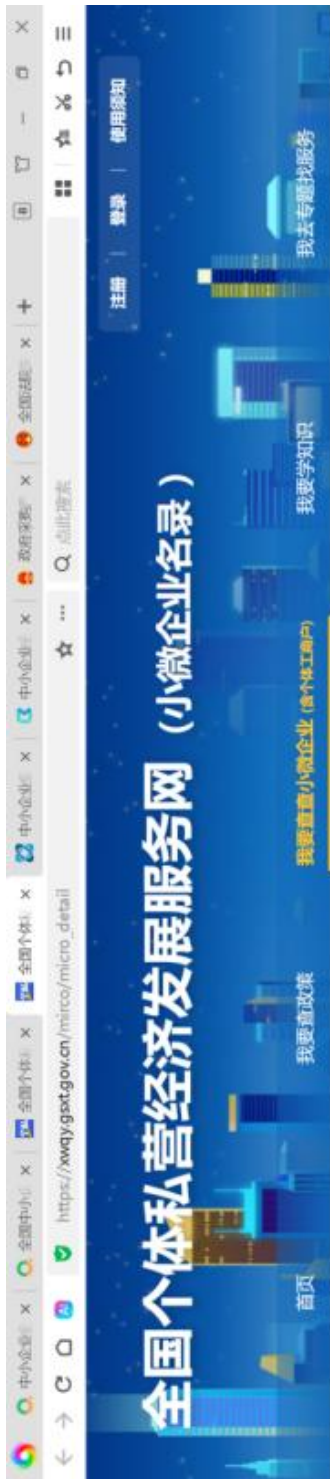 中小企业 全国中小 全国个体 全国个体 中小企业 中小企业 政府采购 全国法院
https://xwqy.gsxt.gov.cn/mirco/micro_detail 点此搜索
注册 | 登录 | 使用须知
全国个体私营经济发展服务网（小微企业名录）
首页 我要查政策 我要查小微企业（含个体工商户） 我要学知识 我去专题找服务